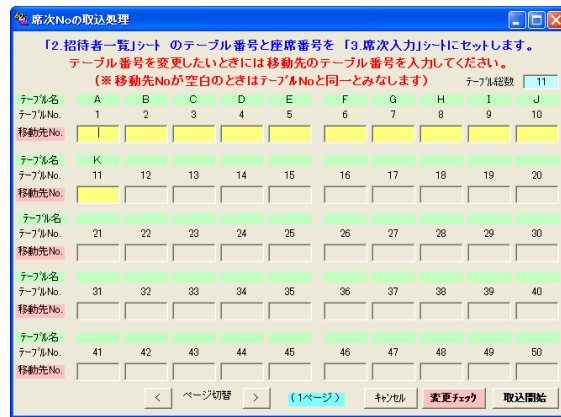 席次Noの取込処理
「2.招待者一覧」シート のテーブル番号と座席番号を 「3.席次入力」シートにセットします。
テーブル番号を変更したいときには移動先のテーブル番号を入力してください。
(※移動先Noが空白のときはテーブルNoと同一とみなします) テーブル総数 11
テーブル名 A B C D E F G H I J
テーブルNo. 1 2 3 4 5 6 7 8 9 10
移動先No.
テーブル名 K
テーブルNo. 11 12 13 14 15 16 17 18 19 20
移動先No.
テーブル名
テーブルNo. 21 22 23 24 25 26 27 28 29 30
移動先No.
テーブル名
テーブルNo. 31 32 33 34 35 36 37 38 39 40
移動先No.
テーブル名
テーブルNo. 41 42 43 44 45 46 47 48 49 50
移動先No.
< ページ切替 > (1ページ) キャンセル 変更チェック 取込開始